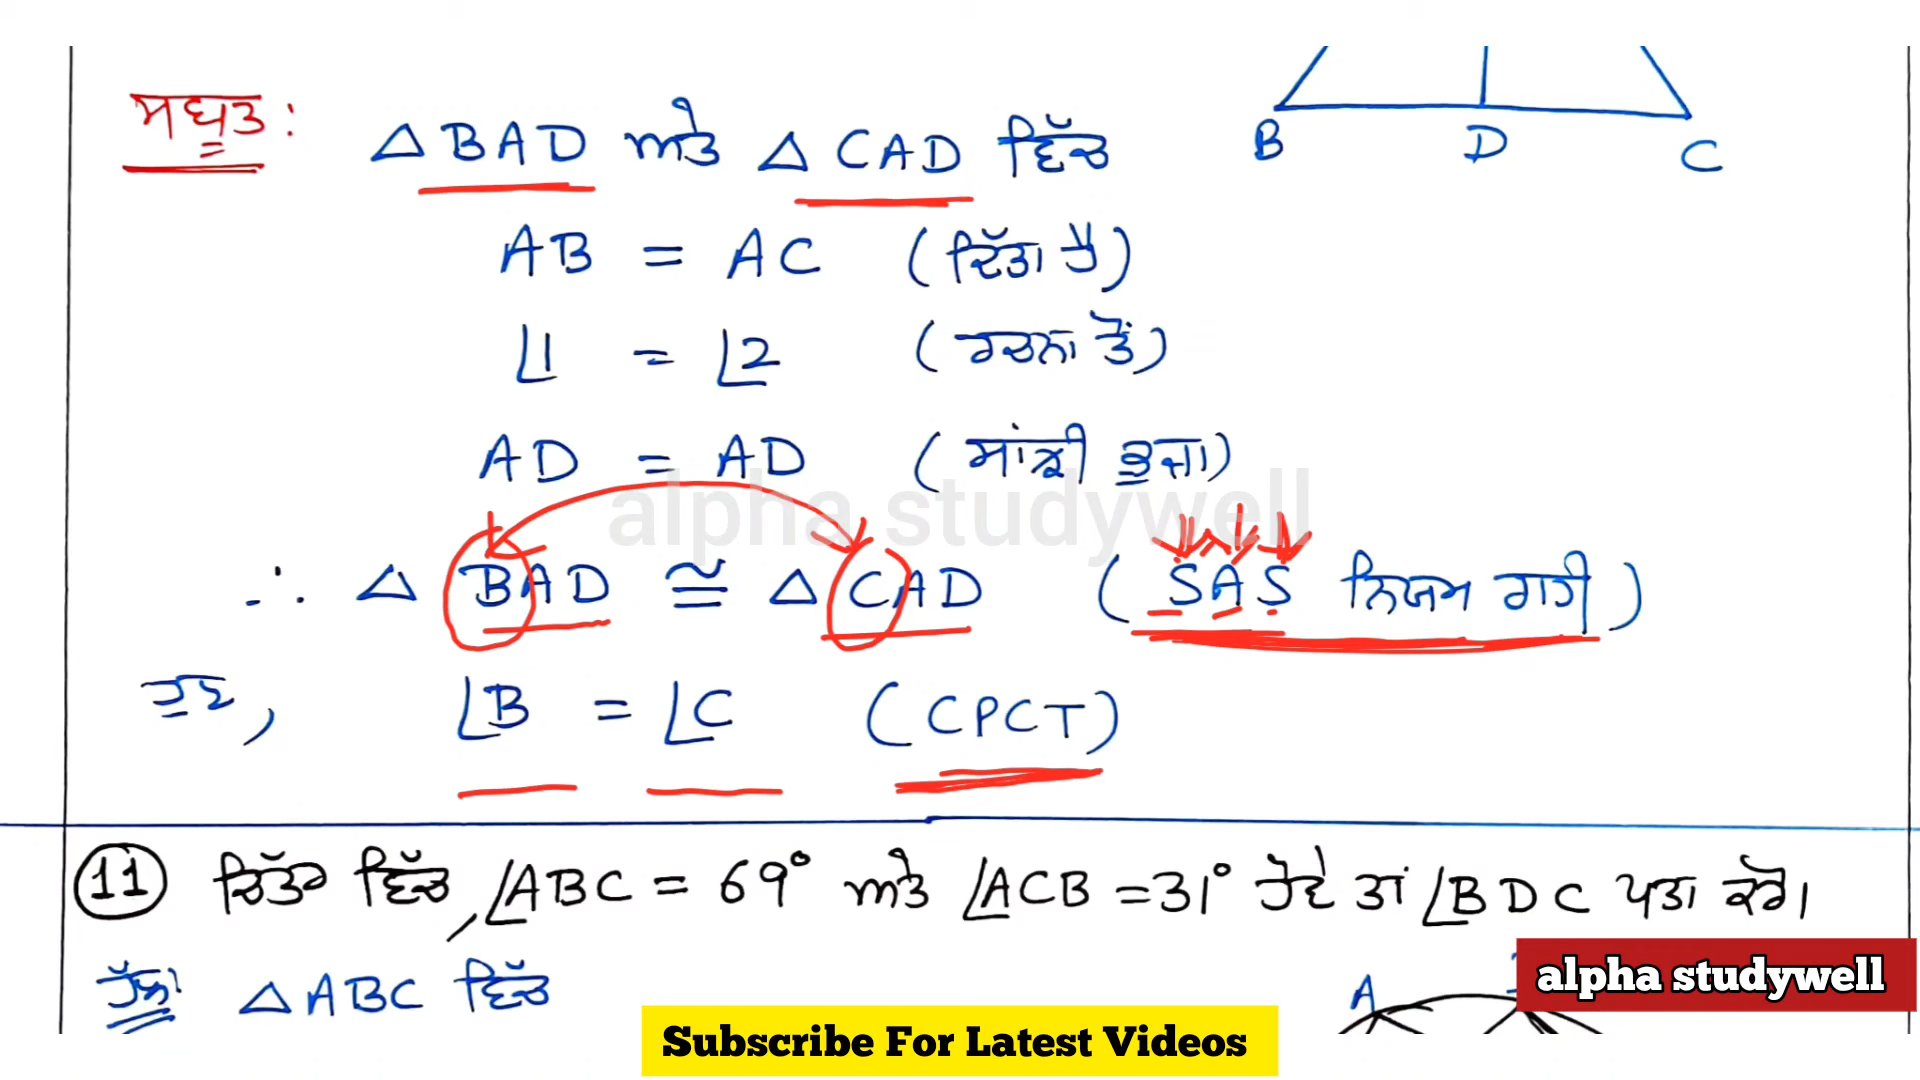 ਸਬੂਤ : △ BAD ਅਤੇ △ CAD ਵਿੱਚ
B D C
AB = AC (ਦਿੱਤਾ ਹੈ)
∠1 = ∠2 (ਰਚਨਾ ਤੋਂ)
AD = AD (ਸਾਂਝੀ ਭੁਜਾ)
alpha studywell
∴ △ BAD ≅ △ CAD (SAS ਨਿਯਮ ਰਾਹੀਂ)
ਹੁਣ, ∠B = ∠C (CPCT)
11 ਚਿੱਤਰ ਵਿੱਚ, ∠ABC = 69° ਅਤੇ ∠ACB = 31° ਹੋਵੇ ਤਾਂ ∠BDC ਪਤਾ ਕਰੋ।
ਹੱਲ: △ ABC ਵਿੱਚ
A
alpha studywell
Subscribe For Latest Videos